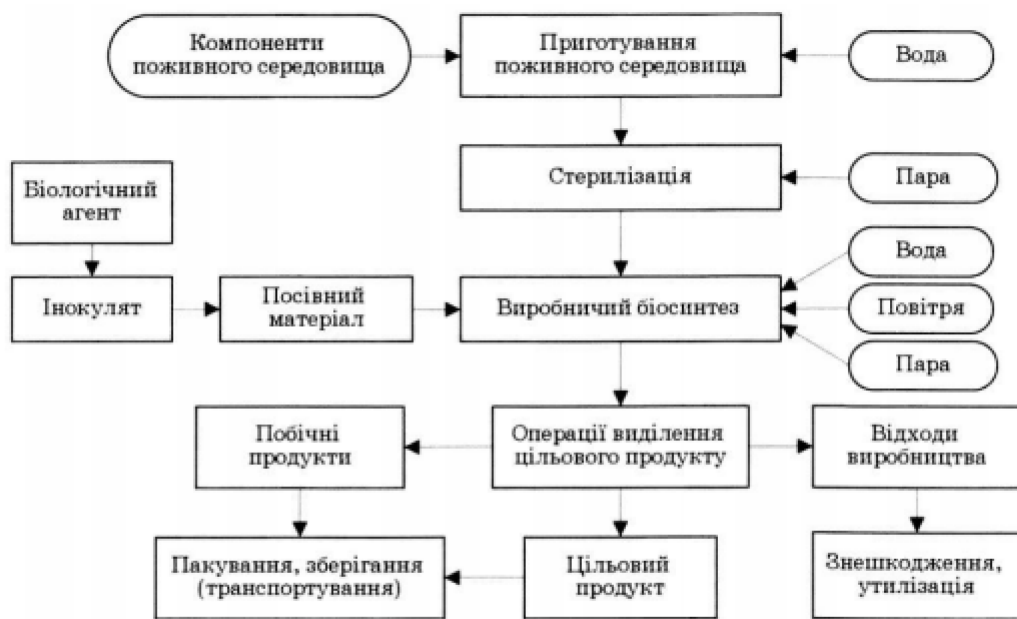 Компоненти
поживного середовища
Приготування
поживного середовища
Вода
Стерилізація
Пара
Біологічний
агент
Вода
Інокулят
Посівний
матеріал
Виробничий біосинтез
Повітря
Пара
Побічні
продукти
Операції виділення
цільового продукту
Відходи
виробництва
Пакування, зберігання
(транспортування)
Цільовий
продукт
Знешкодження,
утилізація